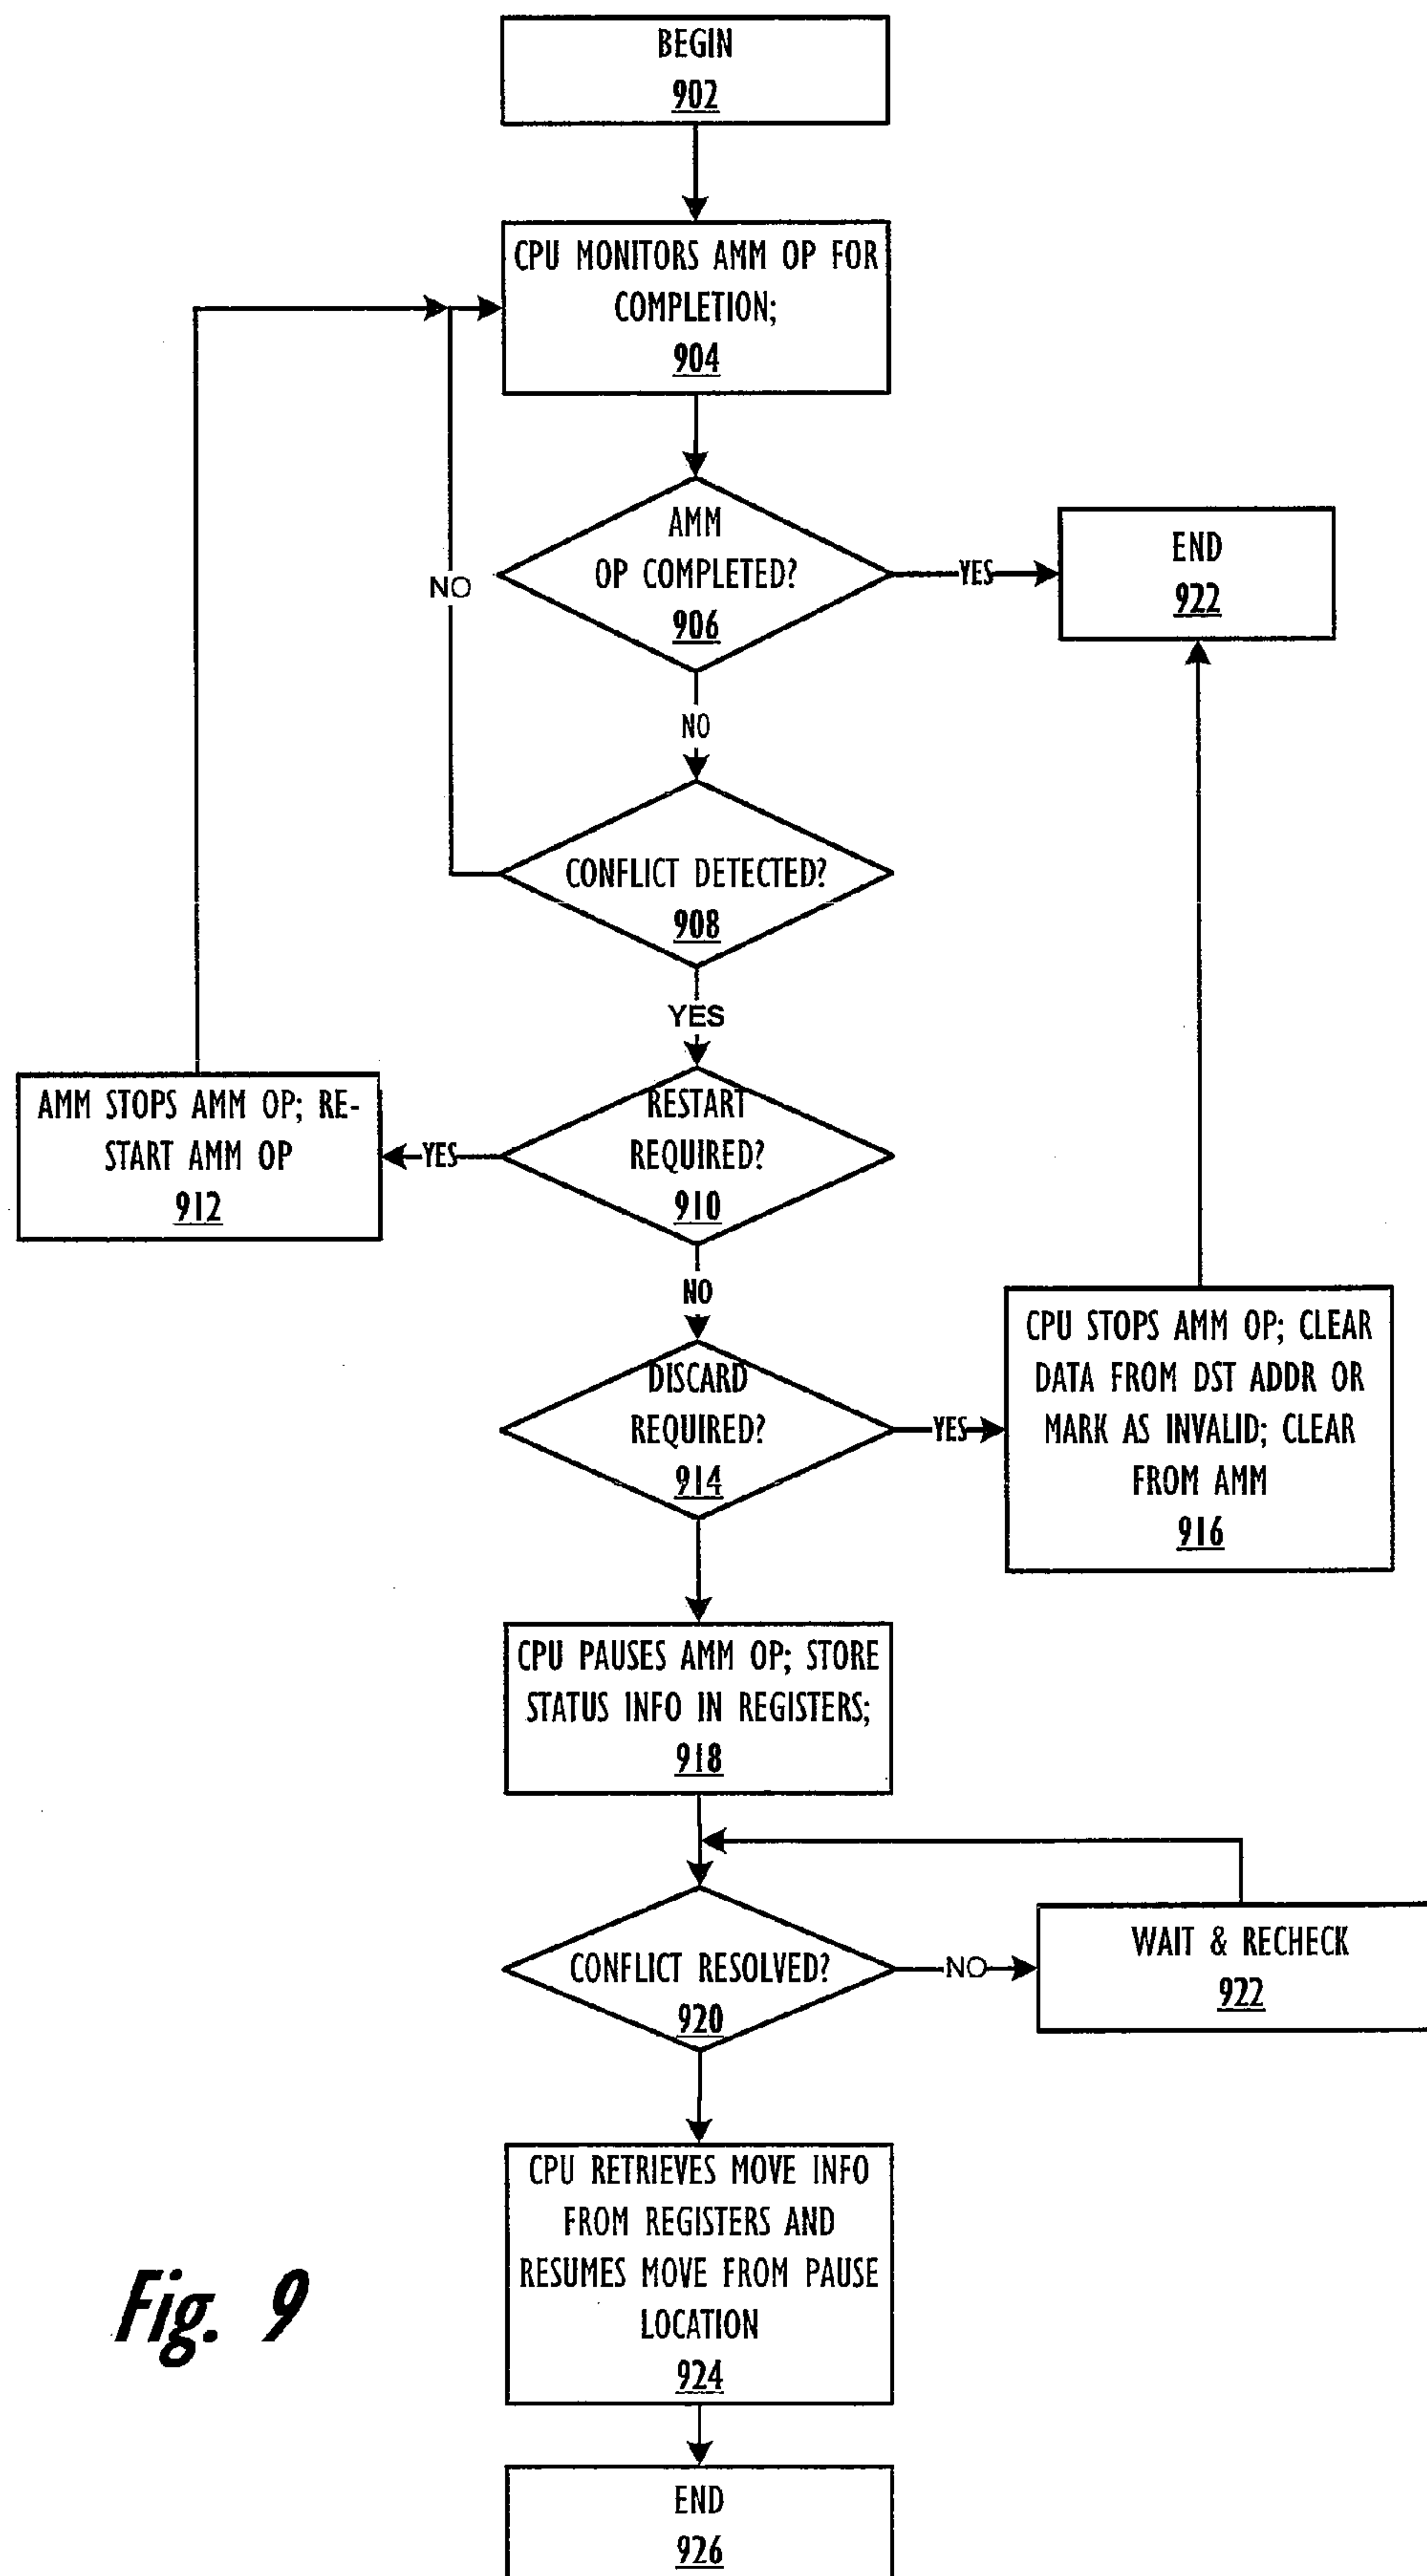 BEGIN
902
CPU MONITORS AMM OP FOR
COMPLETION;
904
AMM
OP COMPLETED?
906
YES
END
922
NO
NO
CONFLICT DETECTED?
908
YES
AMM STOPS AMM OP; RE-
START AMM OP
912
YES
RESTART
REQUIRED?
910
NO
DISCARD
REQUIRED?
914
YES
CPU STOPS AMM OP; CLEAR
DATA FROM DST ADDR OR
MARK AS INVALID; CLEAR
FROM AMM
916
CPU PAUSES AMM OP; STORE
STATUS INFO IN REGISTERS;
918
CONFLICT RESOLVED?
920
NO
WAIT & RECHECK
922
CPU RETRIEVES MOVE INFO
FROM REGISTERS AND
RESUMES MOVE FROM PAUSE
LOCATION
924
END
926
Fig. 9